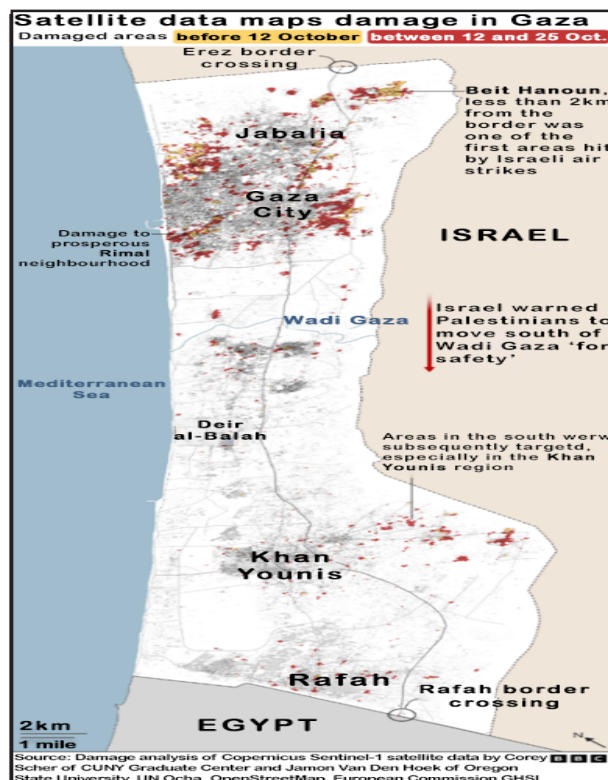 Satellite data maps damage in Gaza
Damaged areas before 12 October between 12 and 25 Oct.
Erez border
crossing
Beit Hanoun,
less than 2km
from the
border was
one of the
first areas hit
by Israeli air
strikes
Jabalia
Gaza
City
Damage to
prosperous
Rimal
neighbourhood
ISRAEL
Israel warned
Palestinians to
move south of
Wadi Gaza ‘for
safety’
Wadi Gaza
Mediterranean
Sea
Deir
al-Balah
Areas in the south werw
subsequently targetd,
especially in the Khan
Younis region
Khan
Younis
Rafah
Rafah border
crossing
EGYPT
2km
1 mile
N
Source: Damage analysis of Copernicus Sentinel-1 satellite data by Corey
Scher of CUNY Graduate Center and Jamon Van Den Hoek of Oregon
State University, UN Ocha, OpenStreetMap, European Commission GHSL
BBC